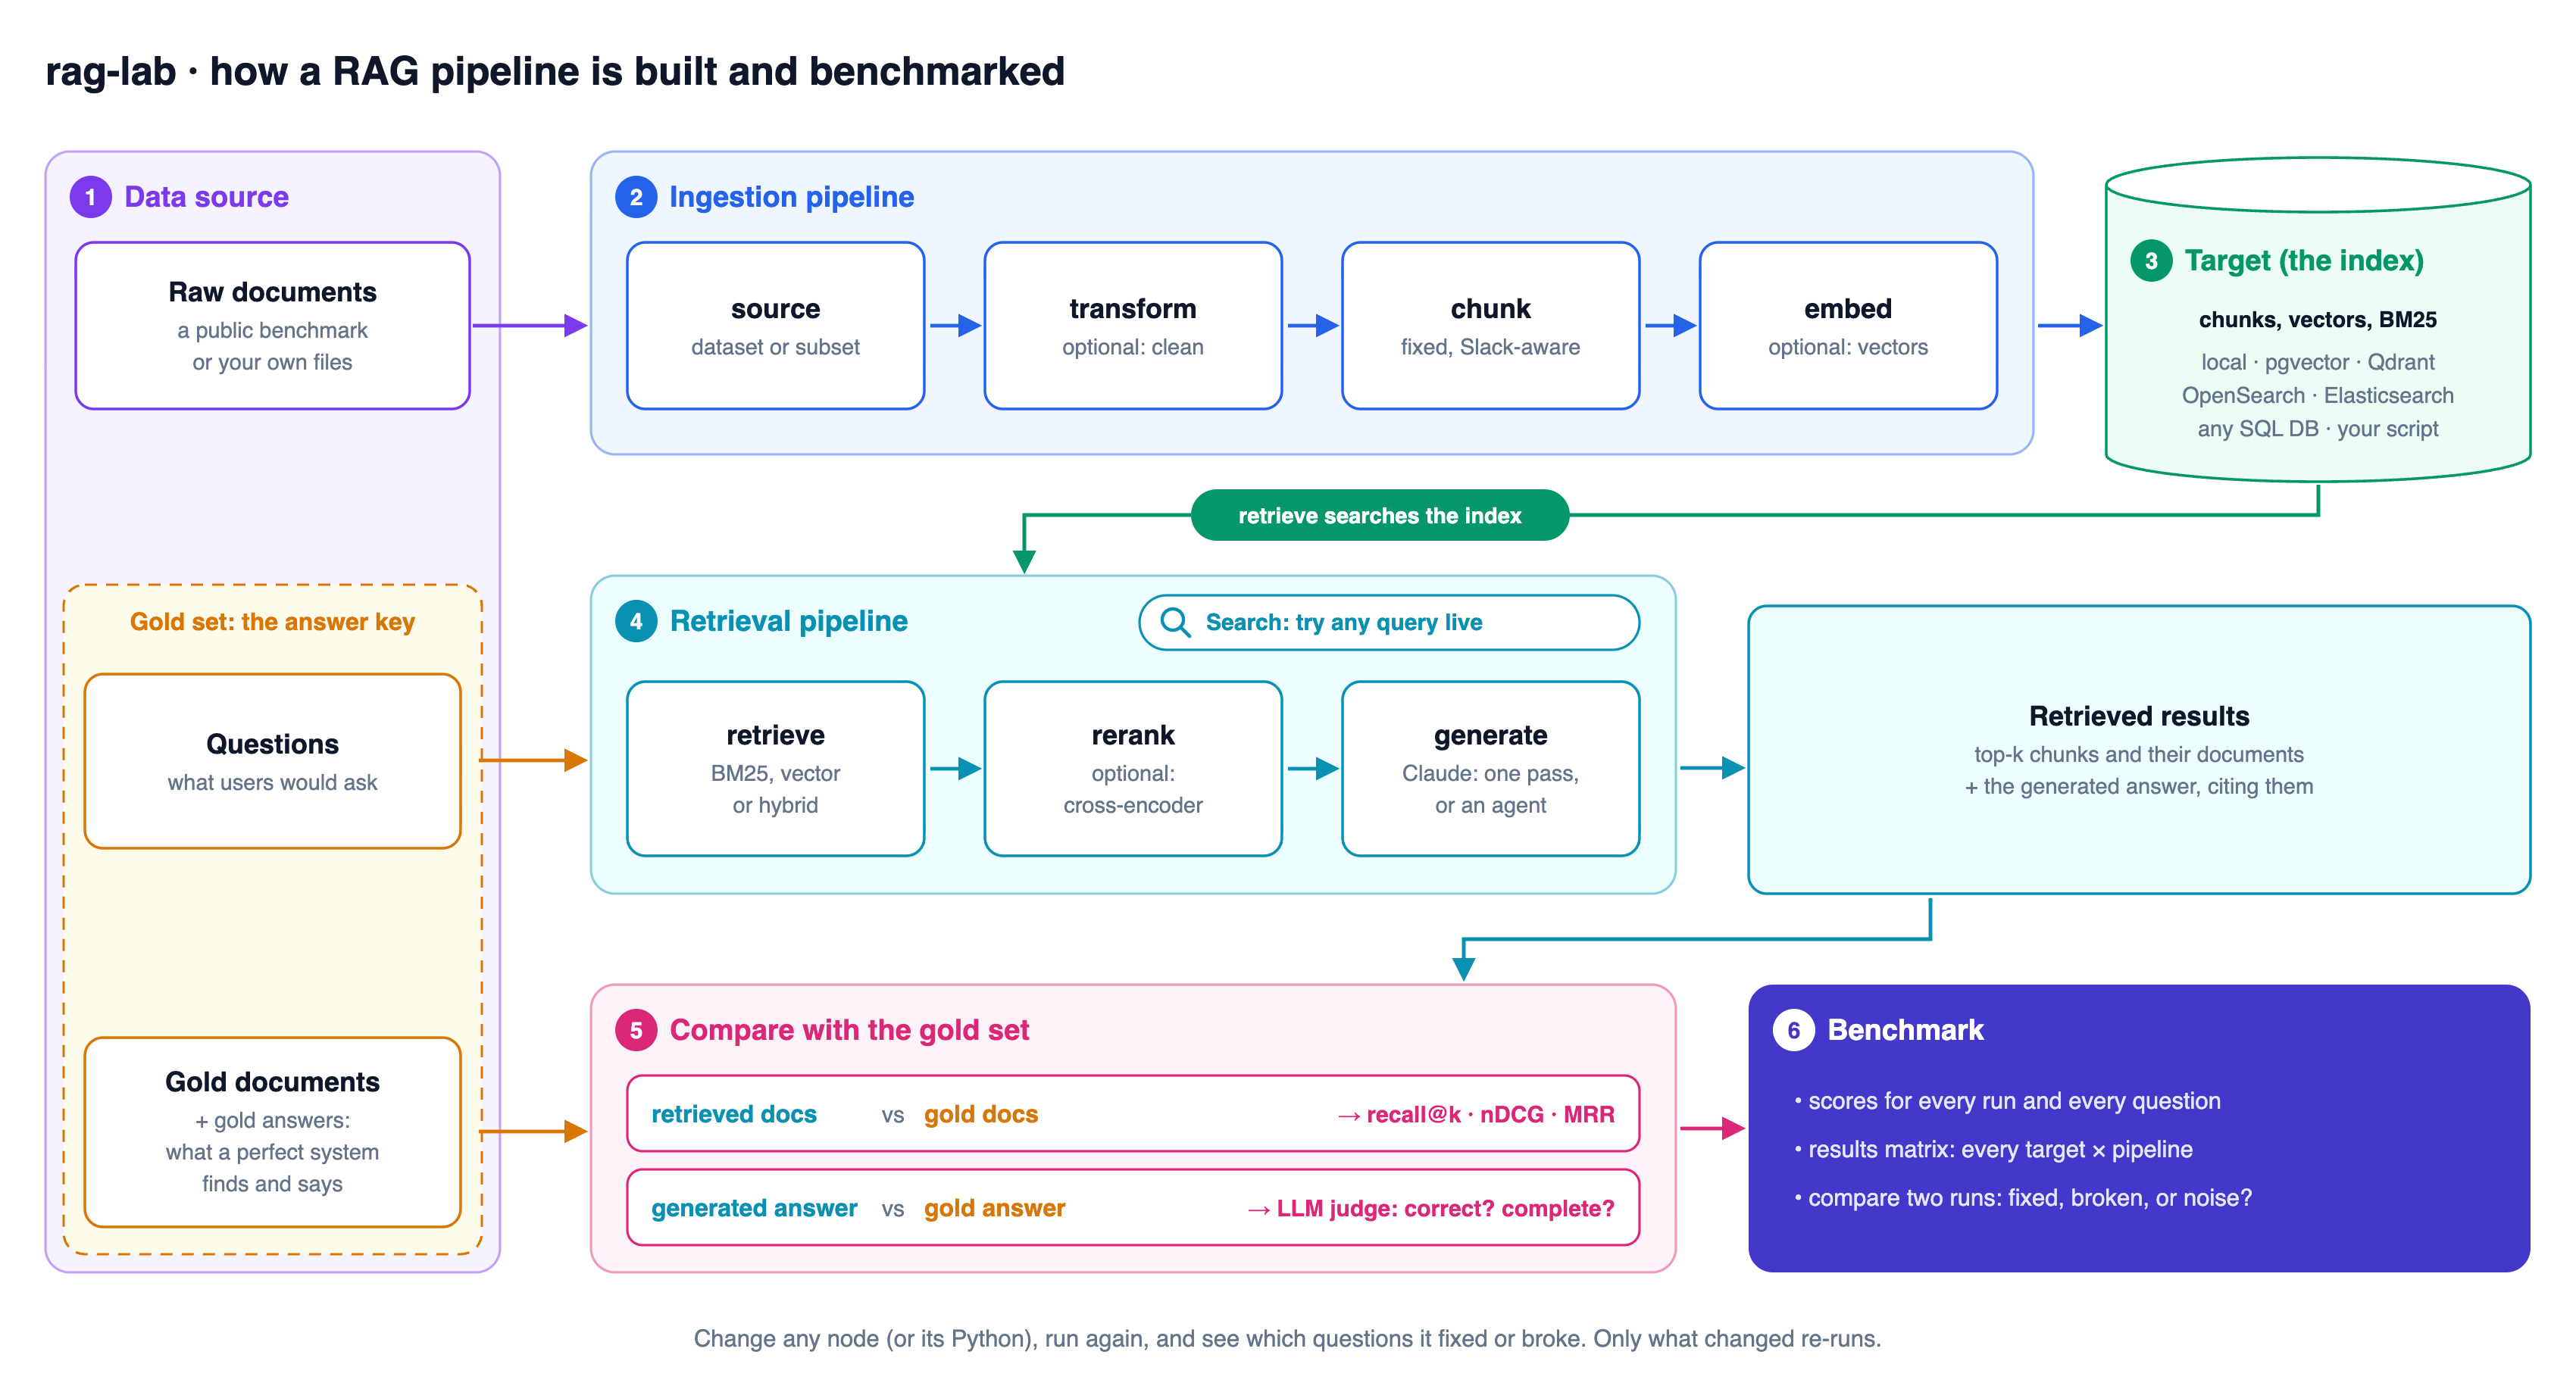 rag-lab · how a RAG pipeline is built and benchmarked
1 Data source
Raw documents
a public benchmark
or your own files
2 Ingestion pipeline
source
dataset or subset
transform
optional: clean
chunk
fixed, Slack-aware
embed
optional: vectors
3 Target (the index)
chunks, vectors, BM25
local · pgvector · Qdrant
OpenSearch · Elasticsearch
any SQL DB · your script
retrieve searches the index
Gold set: the answer key
Questions
what users would ask
4 Retrieval pipeline
Search: try any query live
retrieve
BM25, vector
or hybrid
rerank
optional:
cross-encoder
generate
Claude: one pass,
or an agent
Retrieved results
top-k chunks and their documents
+ the generated answer, citing them
Gold documents
+ gold answers:
what a perfect system
finds and says
5 Compare with the gold set
retrieved docs vs gold docs → recall@k · nDCG · MRR
generated answer vs gold answer → LLM judge: correct? complete?
6 Benchmark
• scores for every run and every question
• results matrix: every target × pipeline
• compare two runs: fixed, broken, or noise?
Change any node (or its Python), run again, and see which questions it fixed or broke. Only what changed re-runs.